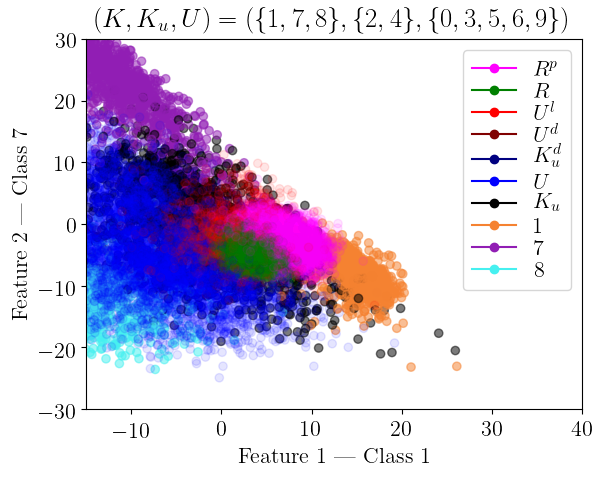 (K, K_u, U) = ({1, 7, 8}, {2, 4}, {0, 3, 5, 6, 9})
30
20
10
0
−10
−20
−30
Feature 2 — Class 7
R^p
R
U^l
U^d
K_u^d
U
K_u
1
7
8
−10 0 10 20 30 40
Feature 1 — Class 1